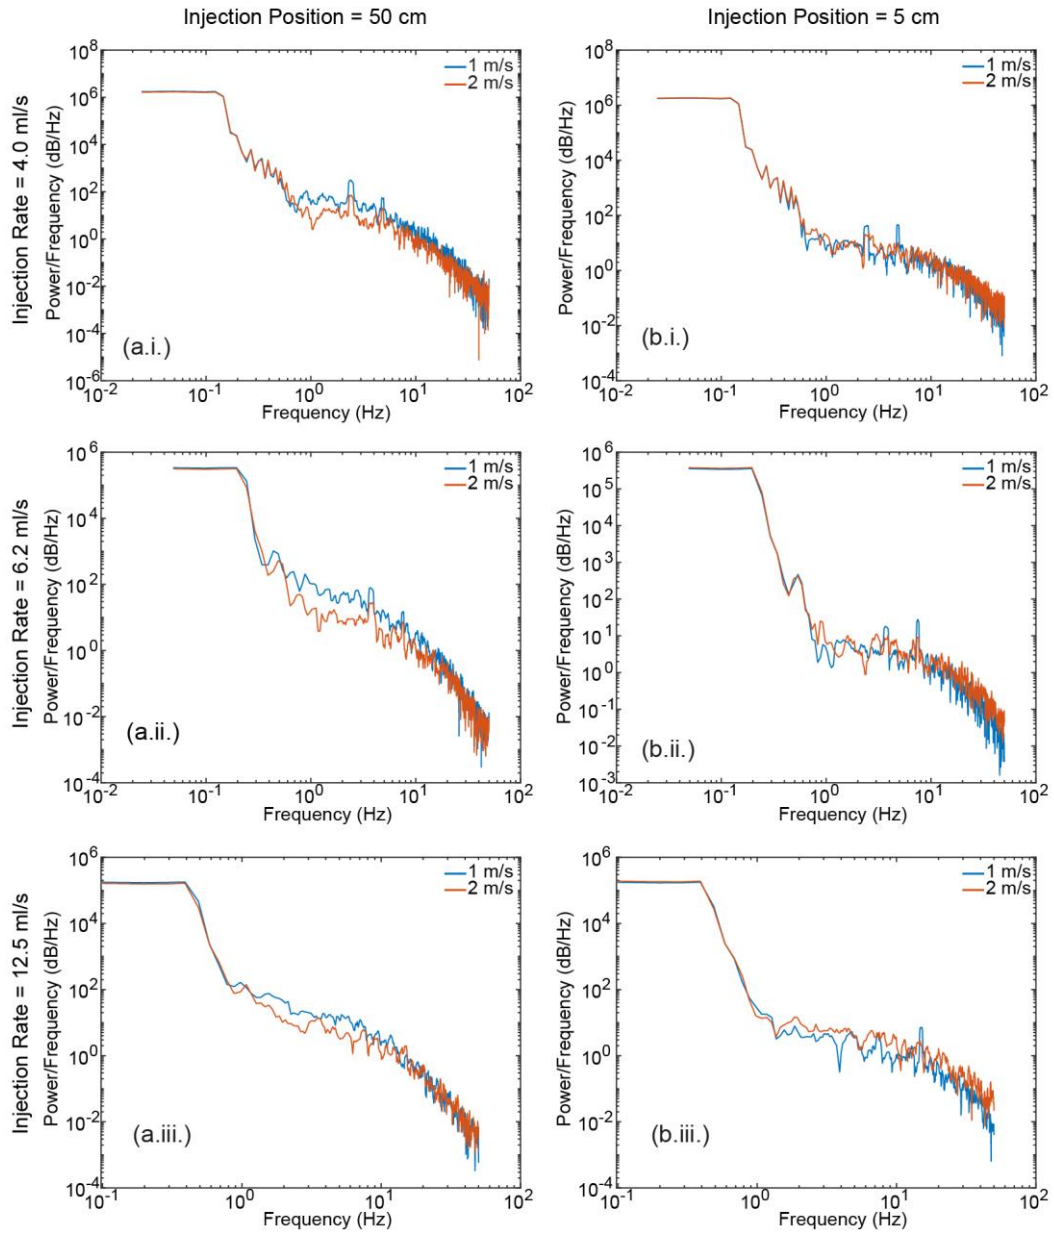 Injection Position = 50 cm
Injection Position = 5 cm
Injection Rate = 4.0 ml/s
Power/Frequency (dB/Hz)
10^8
10^6
10^4
10^2
10^0
10^-2
10^-4
10^-6
1 m/s
2 m/s
(a.i.)
10^-2 10^-1 10^0 10^1 10^2
Frequency (Hz)
Power/Frequency (dB/Hz)
10^8
10^6
10^4
10^2
10^0
10^-2
10^-4
1 m/s
2 m/s
(b.i.)
10^-2 10^-1 10^0 10^1 10^2
Frequency (Hz)
Injection Rate = 6.2 ml/s
Power/Frequency (dB/Hz)
10^6
10^4
10^2
10^0
10^-2
10^-4
1 m/s
2 m/s
(a.ii.)
10^-2 10^-1 10^0 10^1 10^2
Frequency (Hz)
Power/Frequency (dB/Hz)
10^6
10^5
10^4
10^3
10^2
10^1
10^0
10^-1
10^-2
10^-3
1 m/s
2 m/s
(b.ii.)
10^-2 10^-1 10^0 10^1 10^2
Frequency (Hz)
Injection Rate = 12.5 ml/s
Power/Frequency (dB/Hz)
10^6
10^4
10^2
10^0
10^-2
10^-4
1 m/s
2 m/s
(a.iii.)
10^-1 10^0 10^1 10^2
Frequency (Hz)
Power/Frequency (dB/Hz)
10^6
10^4
10^2
10^0
10^-2
10^-4
1 m/s
2 m/s
(b.iii.)
10^-1 10^0 10^1 10^2
Frequency (Hz)